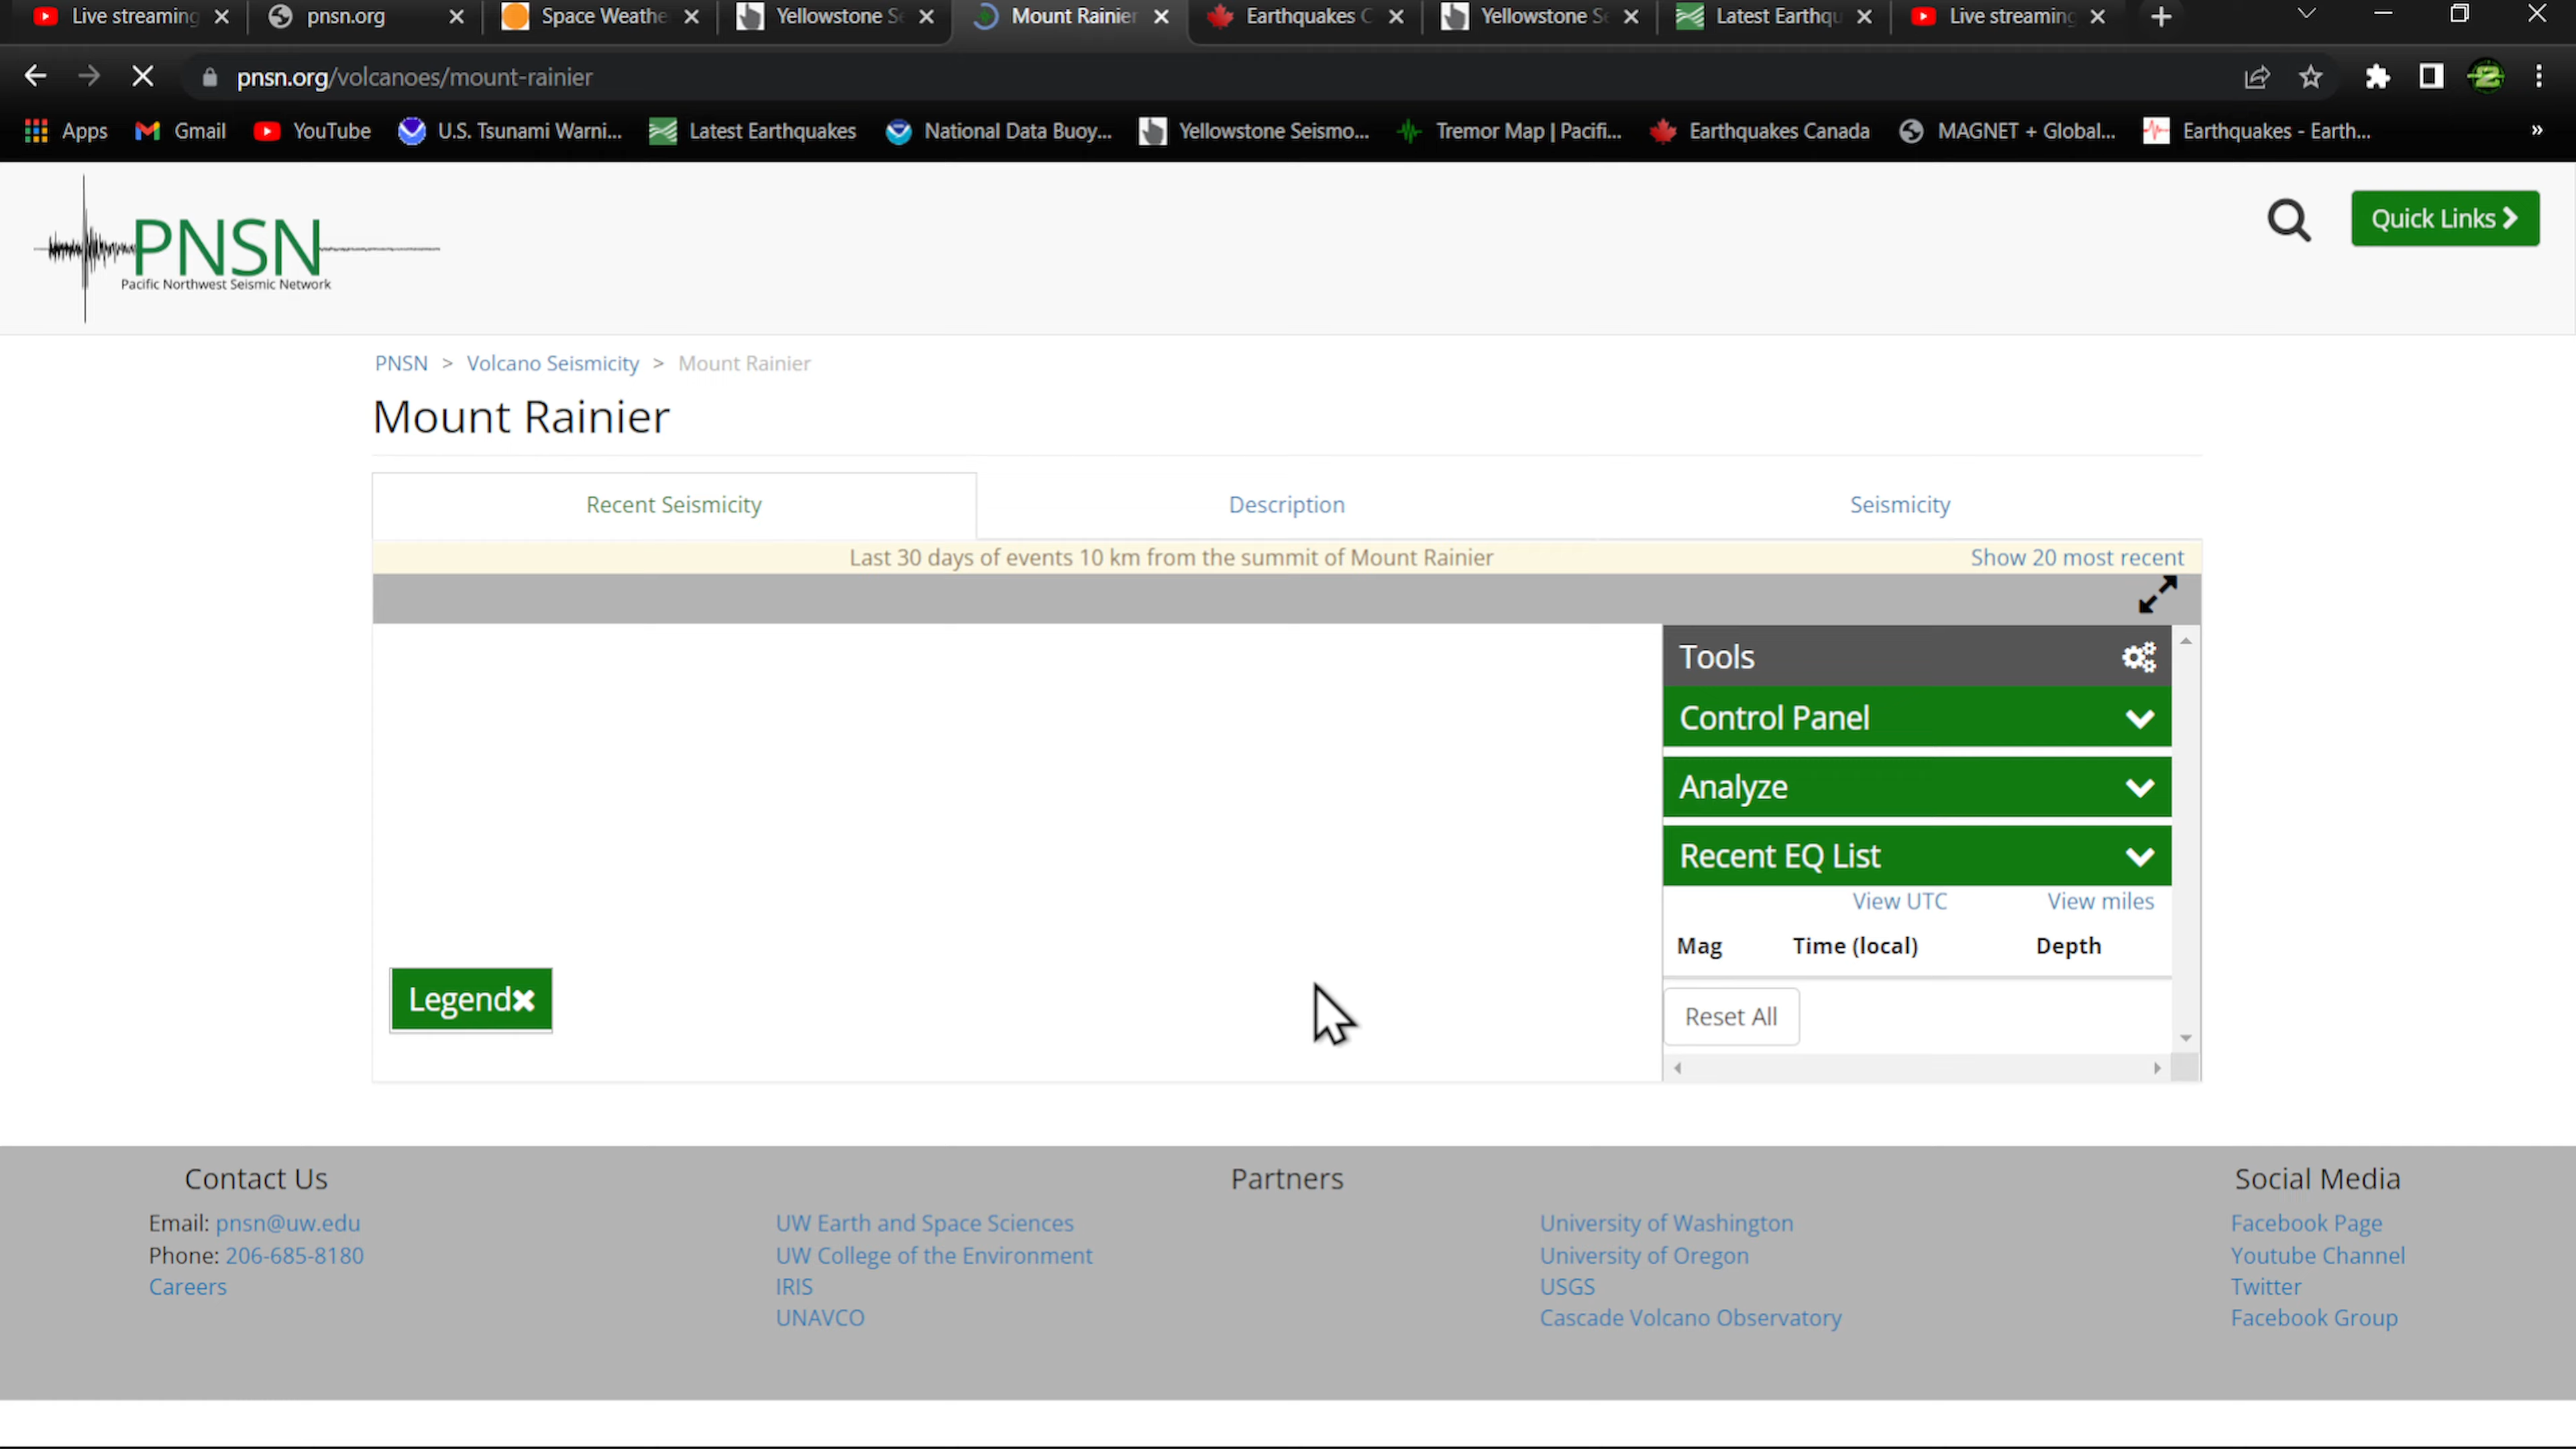 Live streaming
pnsn.org
Space Weathe
Yellowstone Se
Mount Rainier
Earthquakes C
Yellowstone Se
Latest Earthqu
Live streaming
pnsn.org/volcanoes/mount-rainier
Apps
Gmail
YouTube
U.S. Tsunami Warni...
Latest Earthquakes
National Data Buoy...
Yellowstone Seismo...
Tremor Map | Pacifi...
Earthquakes Canada
MAGNET + Global...
Earthquakes - Earth...
»
PNSN
Pacific Northwest Seismic Network
Quick Links
PNSN > Volcano Seismicity > Mount Rainier
Mount Rainier
Recent Seismicity
Description
Seismicity
Last 30 days of events 10 km from the summit of Mount Rainier
Show 20 most recent
Tools
Control Panel
Analyze
Recent EQ List
View UTC
View miles
Mag
Time (local)
Depth
Legend
Reset All
Contact Us
Email: pnsn@uw.edu
Phone: 206-685-8180
Careers
Partners
UW Earth and Space Sciences
UW College of the Environment
IRIS
UNAVCO
University of Washington
University of Oregon
USGS
Cascade Volcano Observatory
Social Media
Facebook Page
Youtube Channel
Twitter
Facebook Group